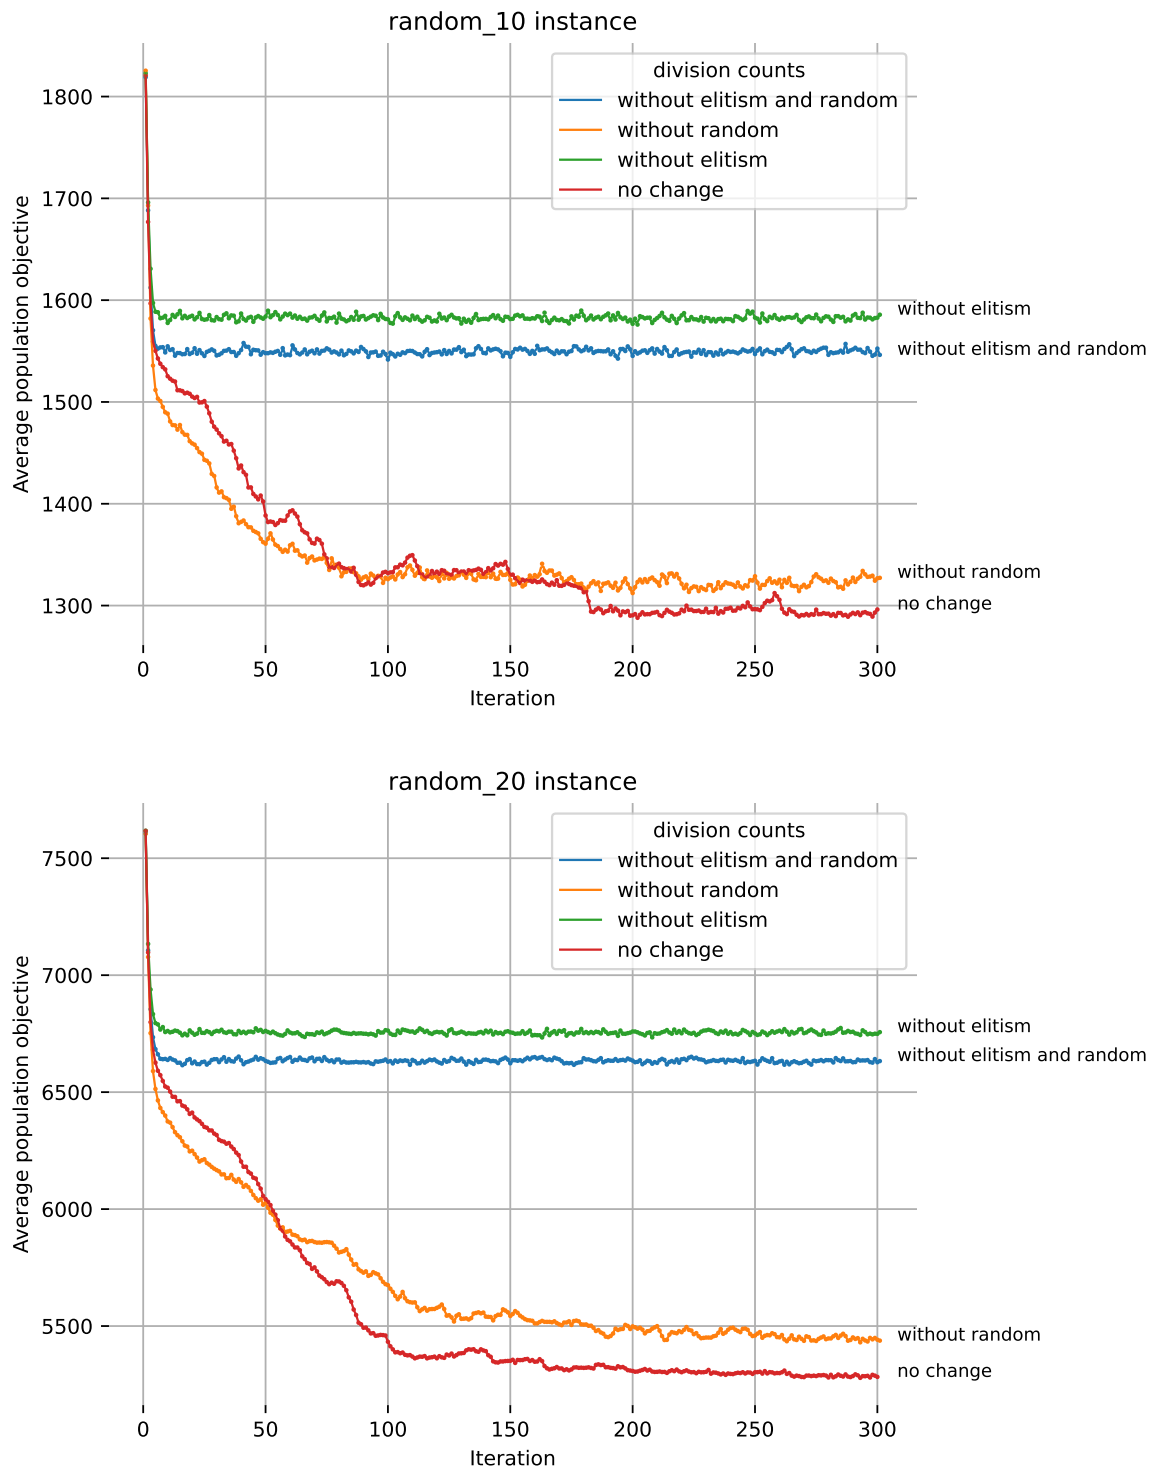 random_10 instance
division counts
without elitism and random
without random
without elitism
no change
Average population objective
1800
1700
1600
1500
1400
1300
without elitism
without elitism and random
without random
no change
0 50 100 150 200 250 300
Iteration
random_20 instance
division counts
without elitism and random
without random
without elitism
no change
Average population objective
7500
7000
6500
6000
5500
without elitism
without elitism and random
without random
no change
0 50 100 150 200 250 300
Iteration